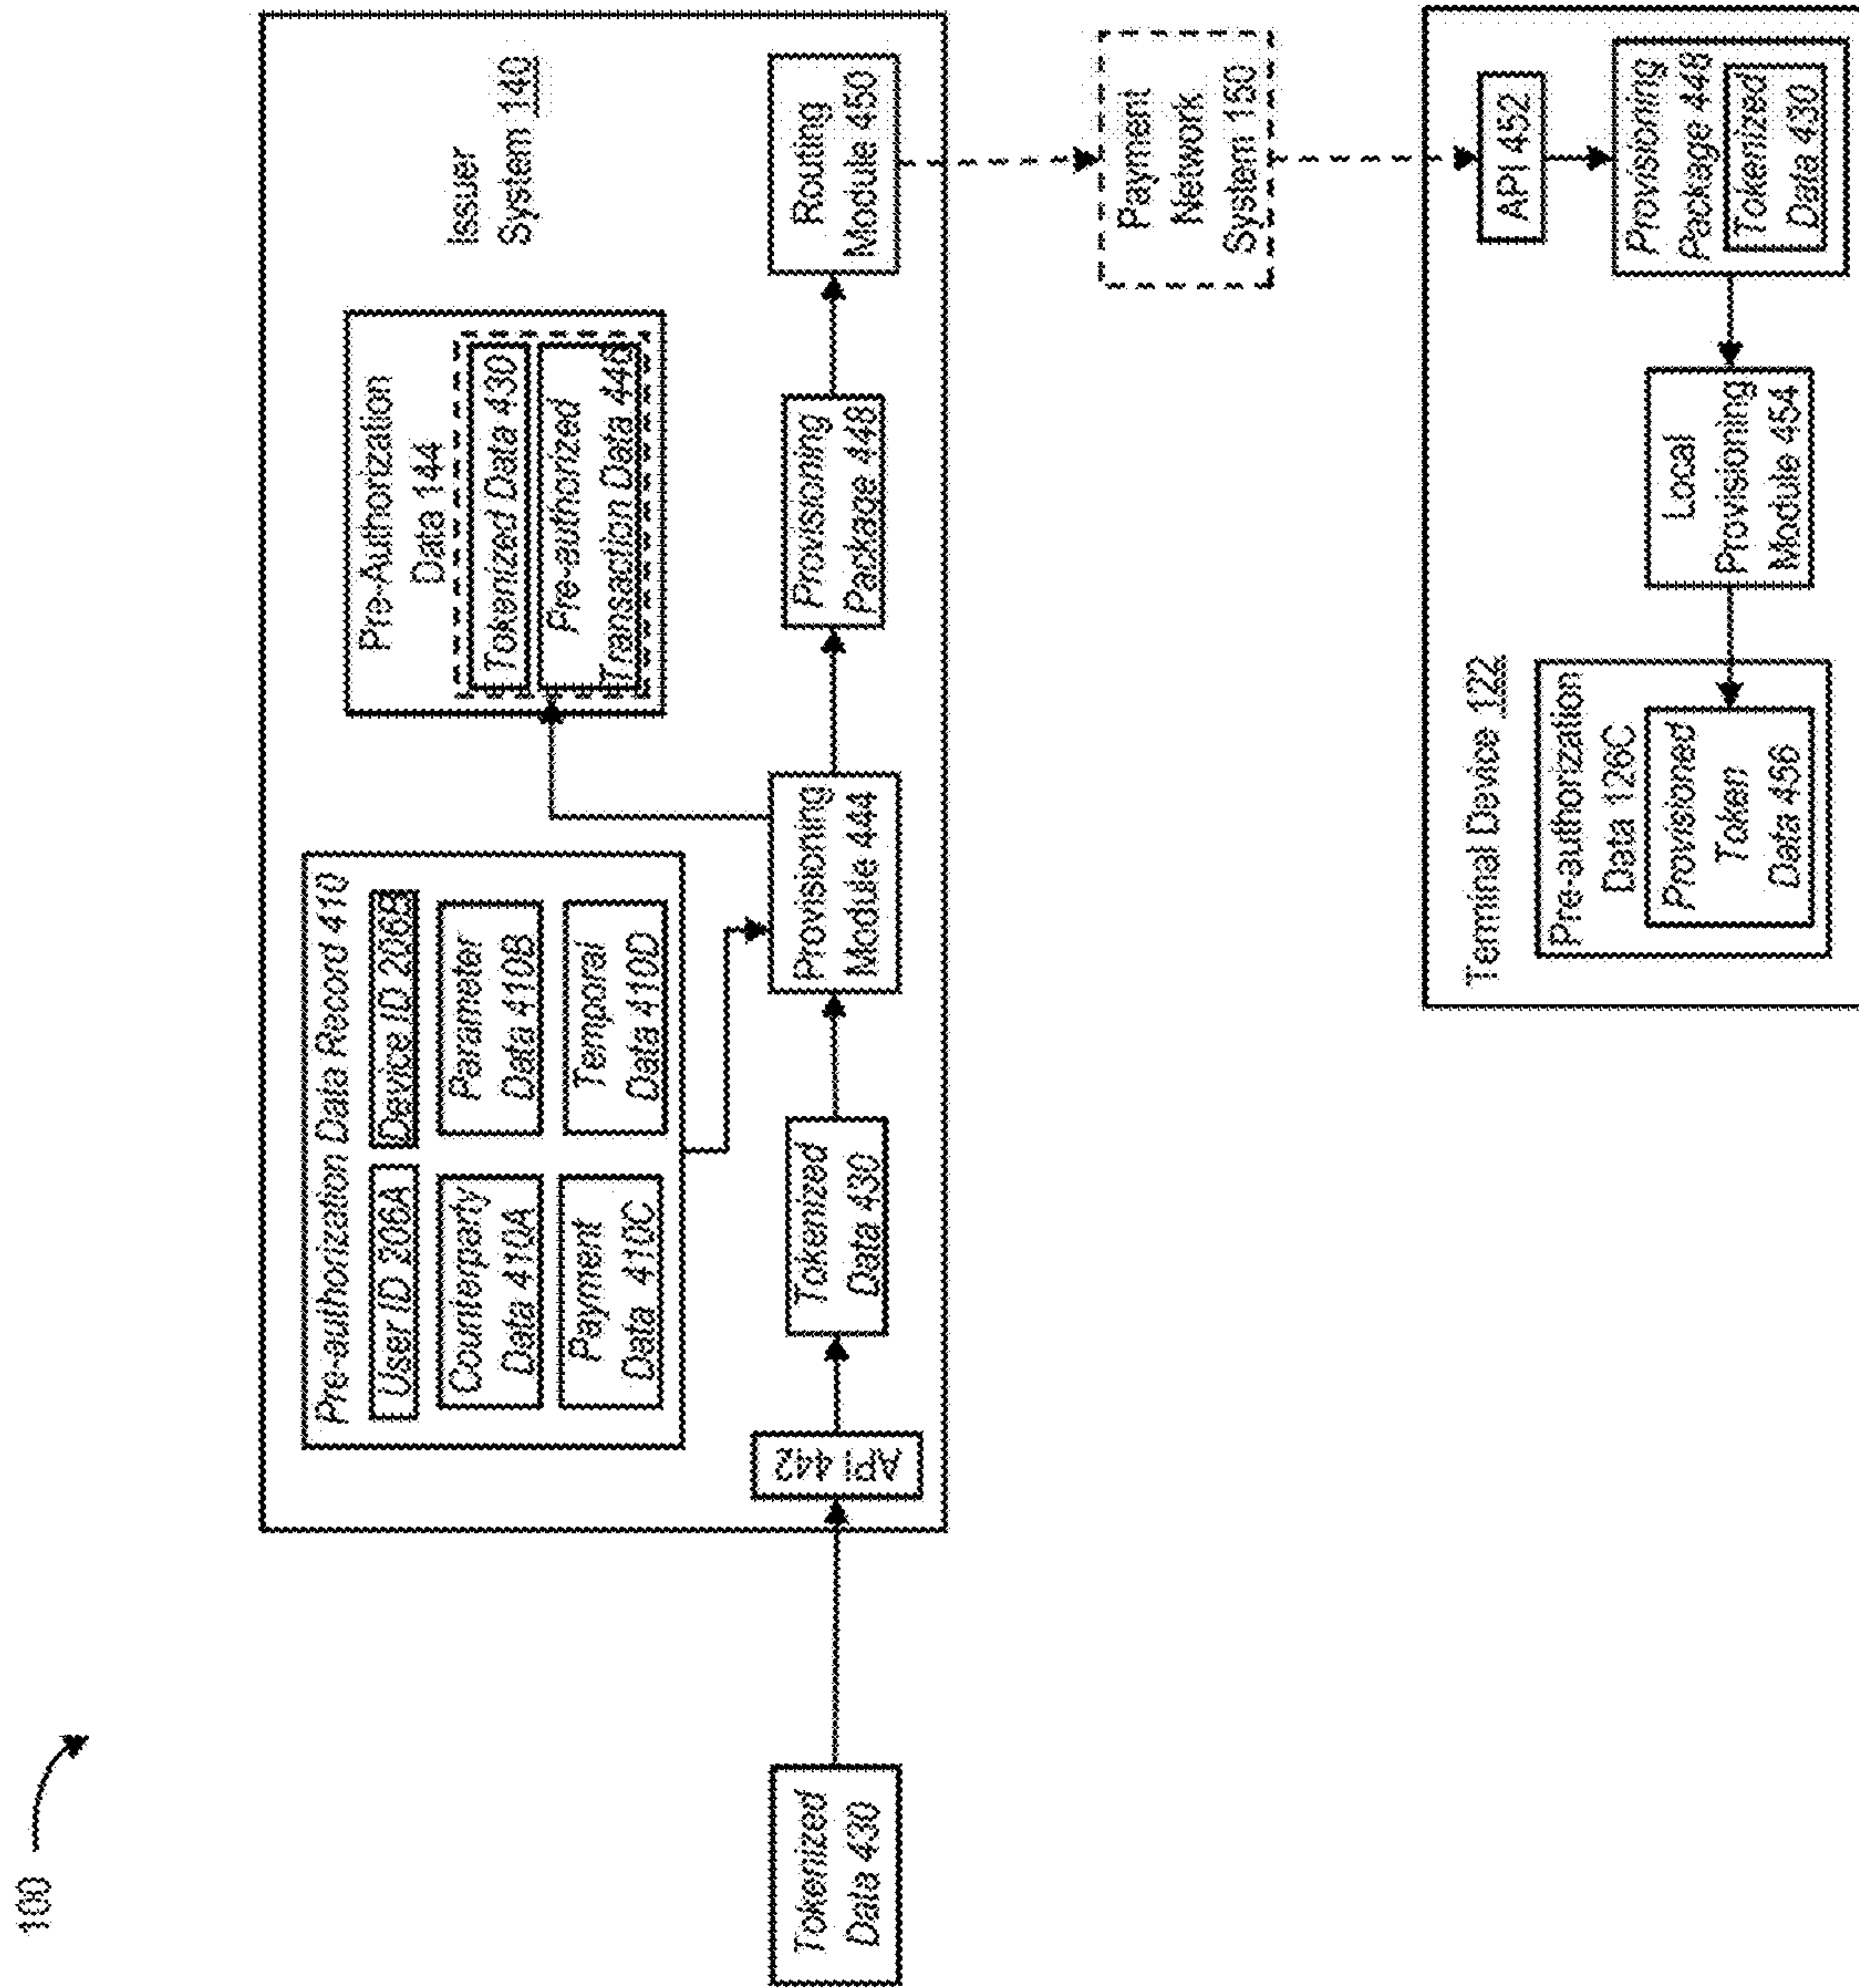 100
Issuer
System 140
Pre-authorization Data Record 410
User ID 206A
Device ID 206B
Counterparty
Data 410A
Parameter
Data 410B
Payment
Data 410C
Temporal
Data 410D
Pre-Authorization
Data 144
Tokenized Data 430
Pre-authorized
Transaction Data 446
Tokenized
Data 430
API 442
Tokenized
Data 430
Provisioning
Module 444
Provisioning
Package 448
Routing
Module 450
Payment
Network
System 150
Terminal Device 122
Pre-authorization
Data 126C
Provisioned
Token
Data 456
Local
Provisioning
Module 454
API 452
Provisioning
Package 448
Tokenized
Data 430